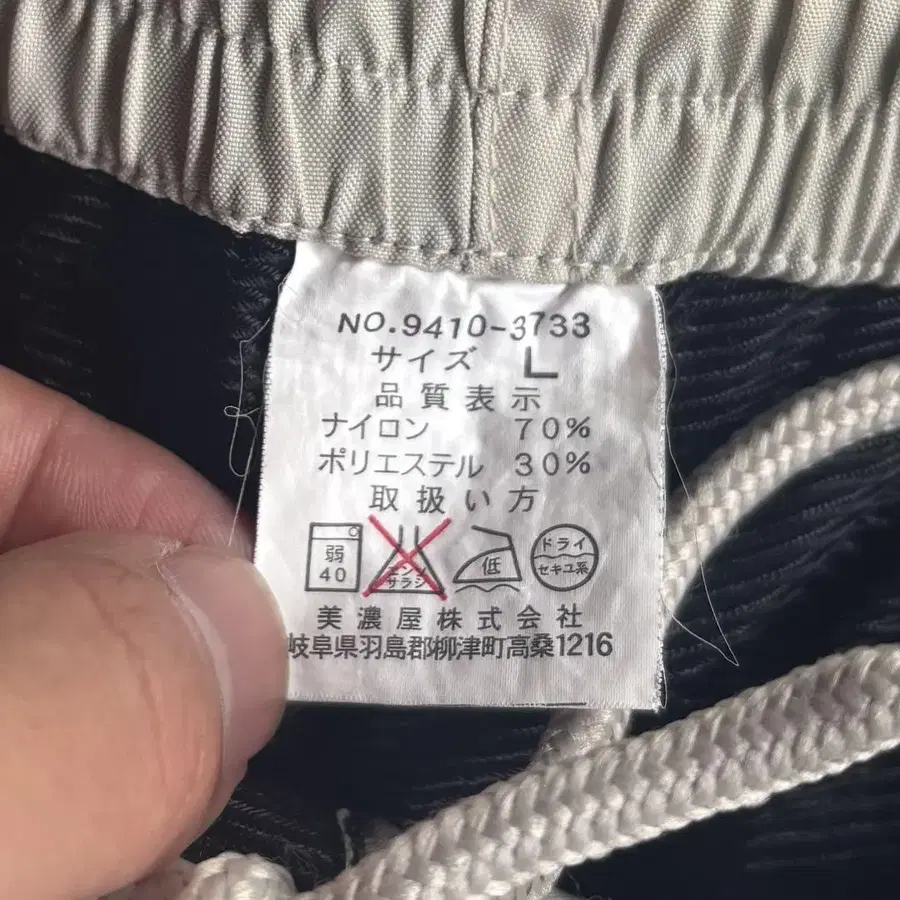 NO.9410-3733
サイズ L
品質表示
ナイロン 70%
ポリエステル 30%
取扱い方
弱
40
エンソ
サラシ
低
ドライ
セキユ系
美濃屋株式会社
岐阜県羽島郡柳津町高桑1216